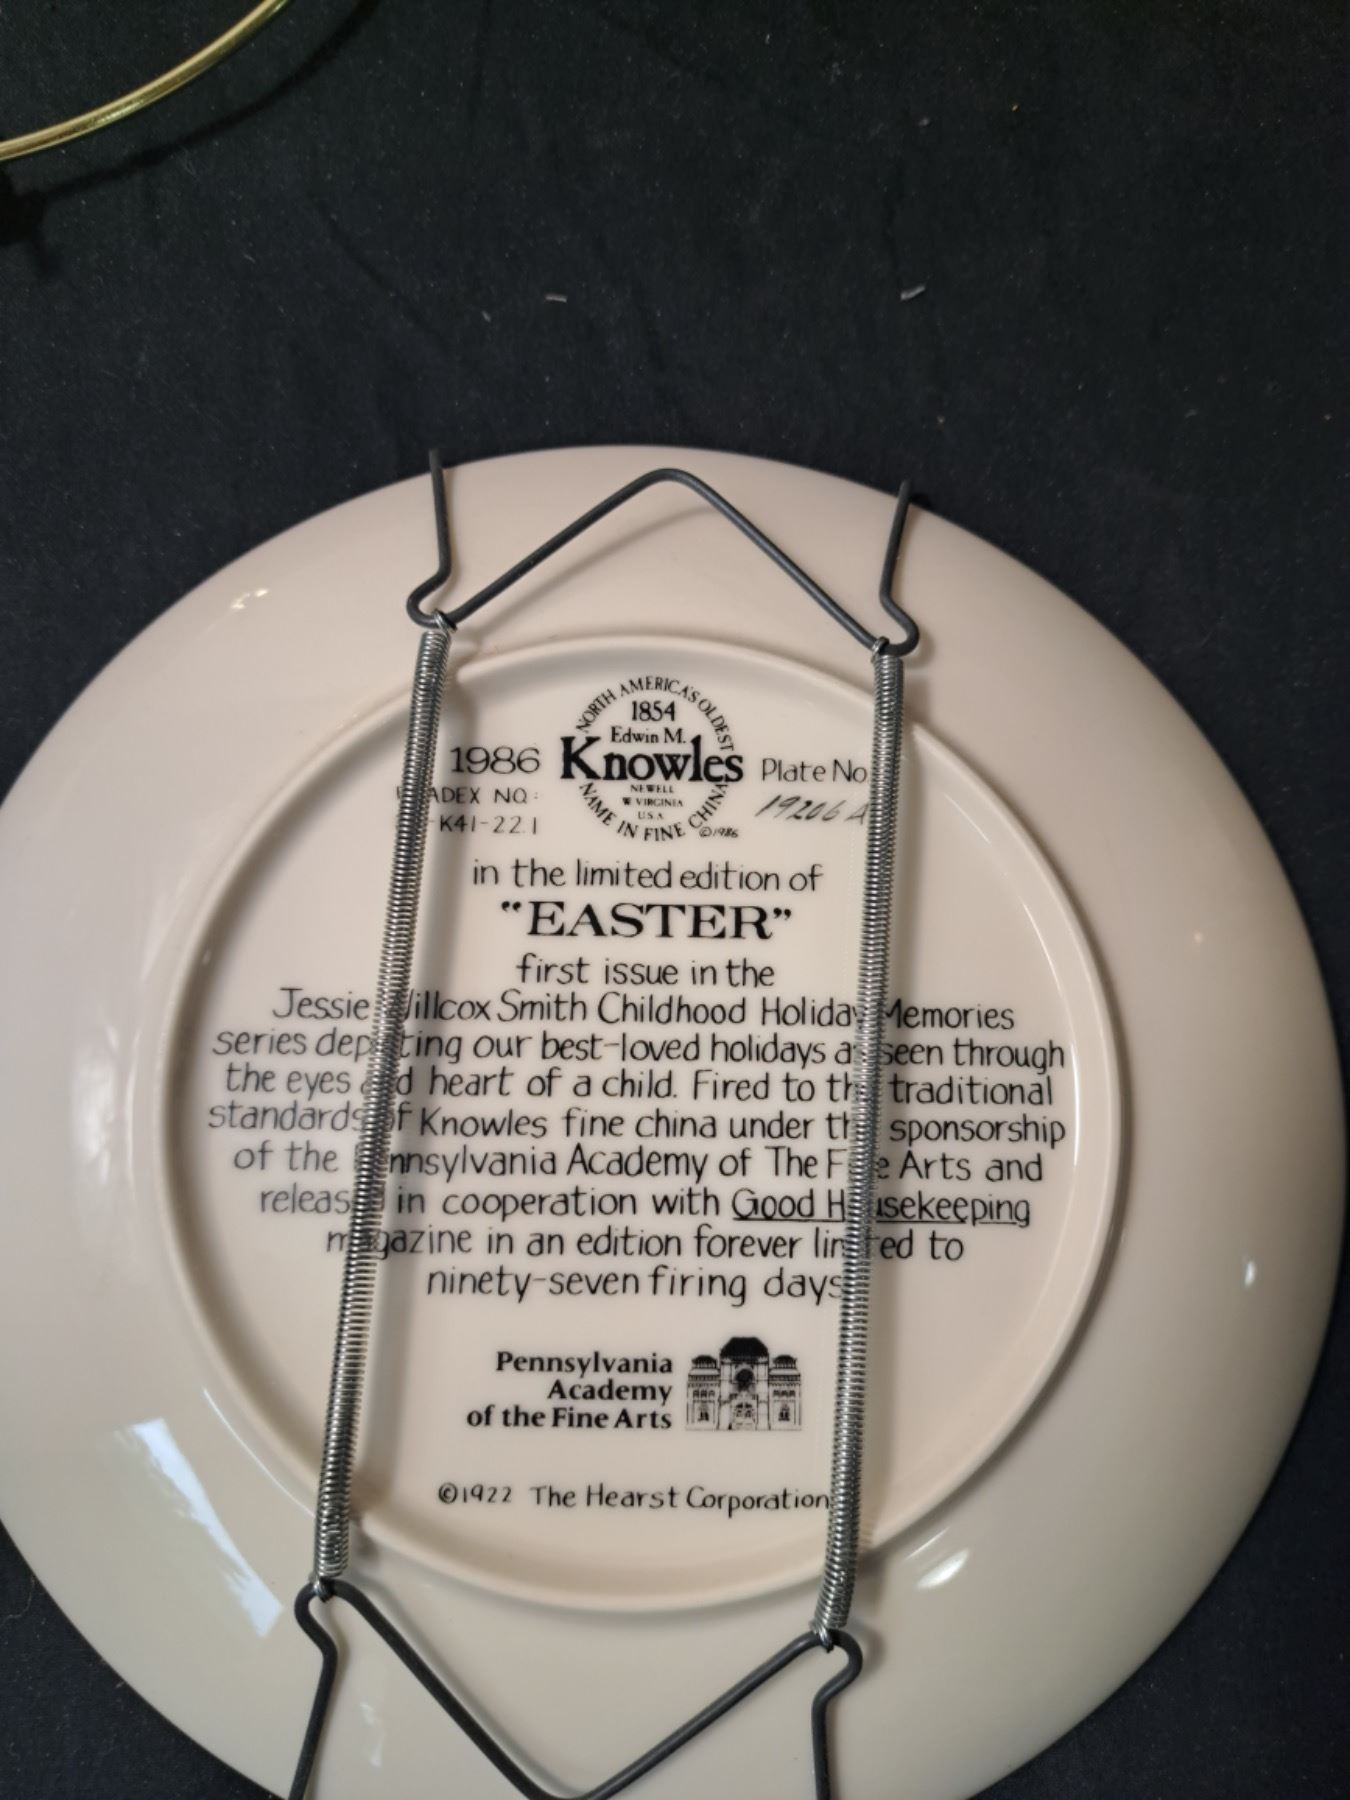 NORTH AMERICA'S OLDEST
1854
Edwin M.
1986 Knowles Plate No
NEWELL
W VIRGINIA
U.S.A
NAME IN FINE CHINA
©1986
ADEX NO: 19206A
K41-22.1
in the limited edition of
"EASTER"
first issue in the
Jessie Willcox Smith Childhood Holiday Memories
series depicting our best-loved holidays as seen through
the eyes and heart of a child. Fired to the traditional
standards of Knowles fine china under the sponsorship
of the Pennsylvania Academy of The Fine Arts and
released in cooperation with Good Housekeeping
magazine in an edition forever limited to
ninety-seven firing days
Pennsylvania
Academy
of the Fine Arts
©1922 The Hearst Corporation